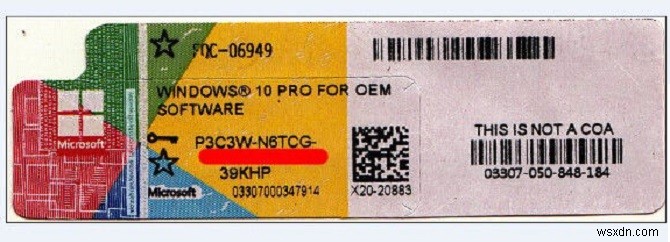 FQC-06949
WINDOWS® 10 PRO FOR OEM
SOFTWARE
P3C3W-N6TCG-
39KHP
Microsoft
Microsoft
03307000347914
X20-20883
THIS IS NOT A COA
03307-050-848-184
wsxdn.com